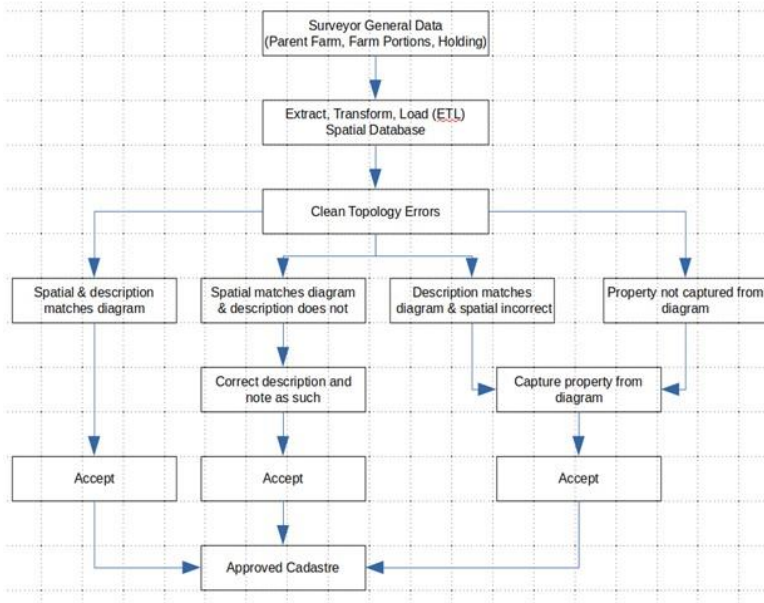 Surveyor General Data
(Parent Farm, Farm Portions, Holding)
Extract, Transform, Load (ETL)
Spatial Database
Clean Topology Errors
Spatial & description
matches diagram
Spatial matches diagram
& description does not
Description matches
diagram & spatial incorrect
Property not captured from
diagram
Correct description and
note as such
Capture property from
diagram
Accept
Accept
Accept
Approved Cadastre